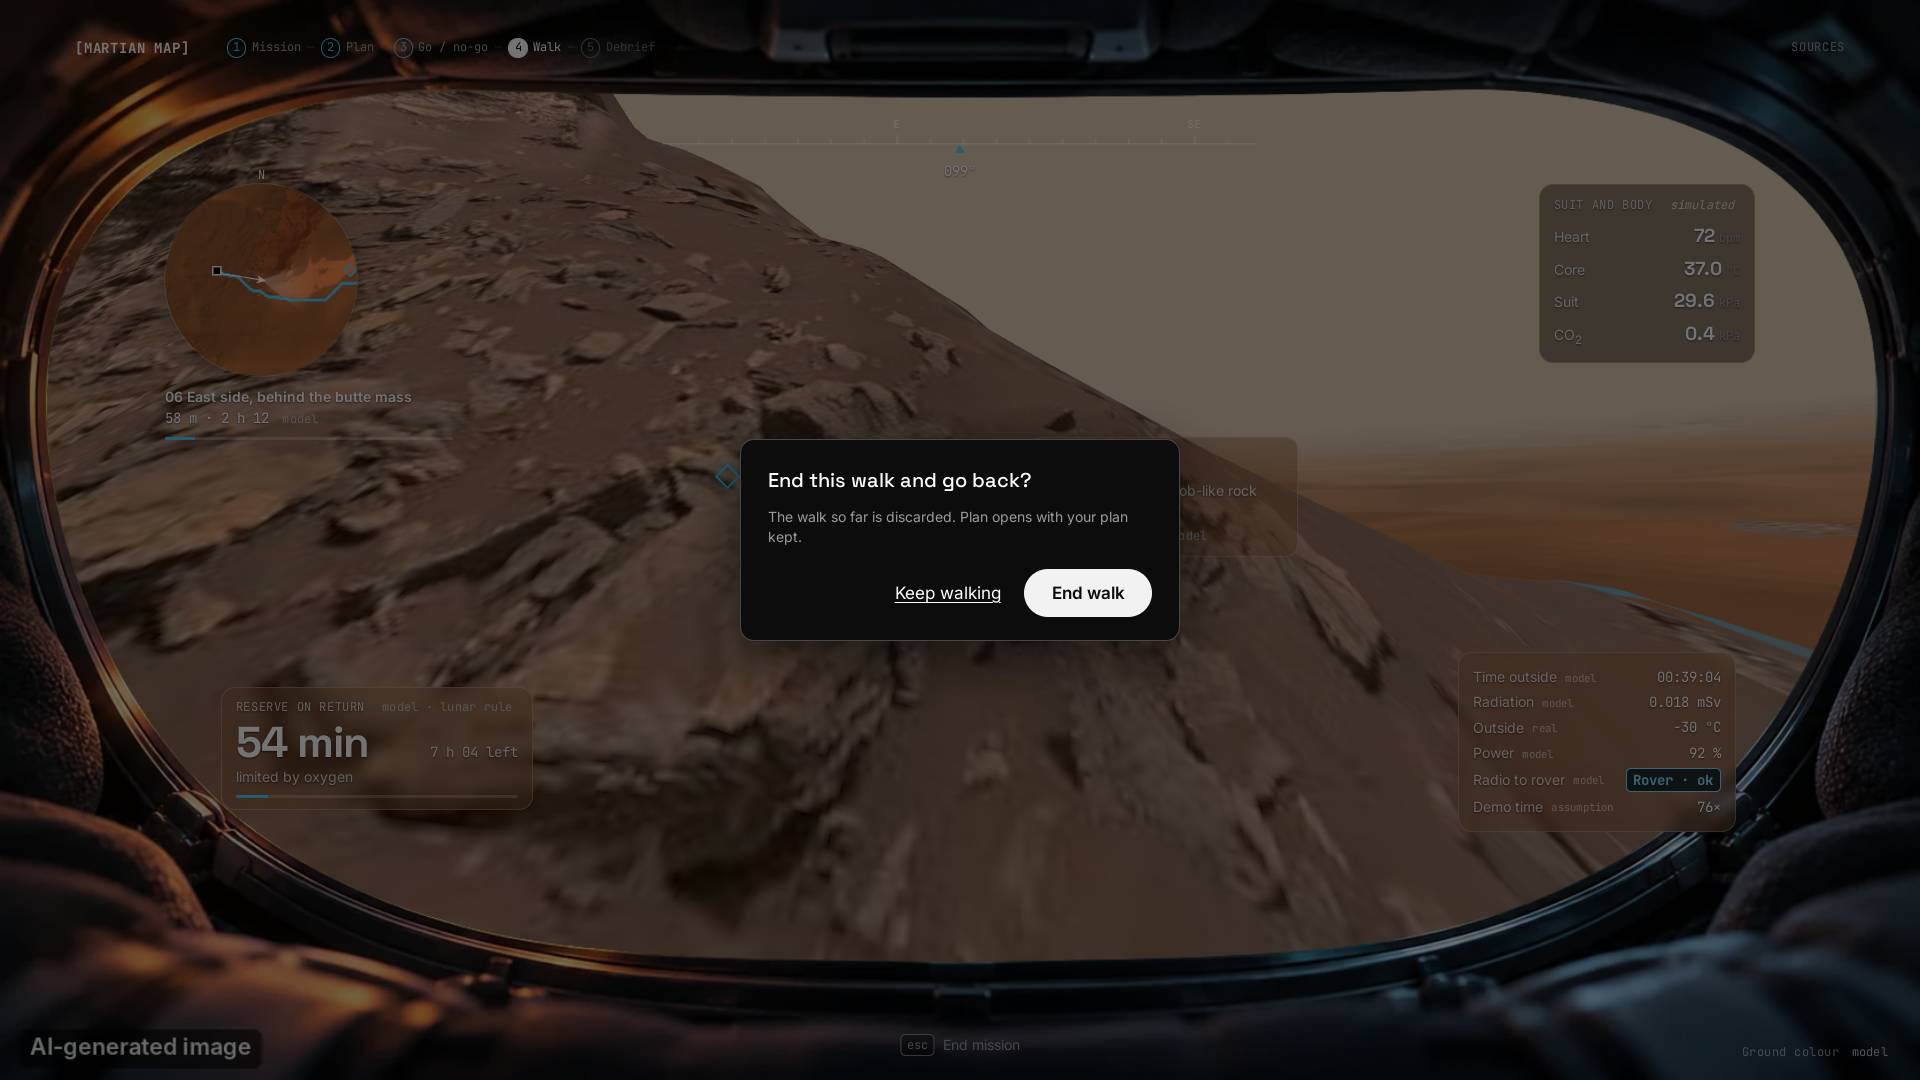 [MARTIAN MAP]
1 Mission
2 Plan
3 Go / no-go
4 Walk
5 Debrief
SOURCES
E
SE
099°
N
06 East side, behind the butte mass
58 m · 2 h 12 model
SUIT AND BODY simulated
Heart 72 bpm
Core 37.0 °C
Suit 29.6 kPa
CO2 0.4 kPa
End this walk and go back?
The walk so far is discarded. Plan opens with your plan
kept.
Keep walking
End walk
ob-like rock
odel
RESERVE ON RETURN model · lunar rule
54 min
7 h 04 left
limited by oxygen
Time outside model 00:39:04
Radiation model 0.018 mSv
Outside real -30 °C
Power model 92 %
Radio to rover model Rover · ok
Demo time assumption 76×
AI-generated image
esc End mission
Ground colour model